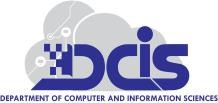 DCIS
DEPARTMENT OF COMPUTER AND INFORMATION SCIENCES